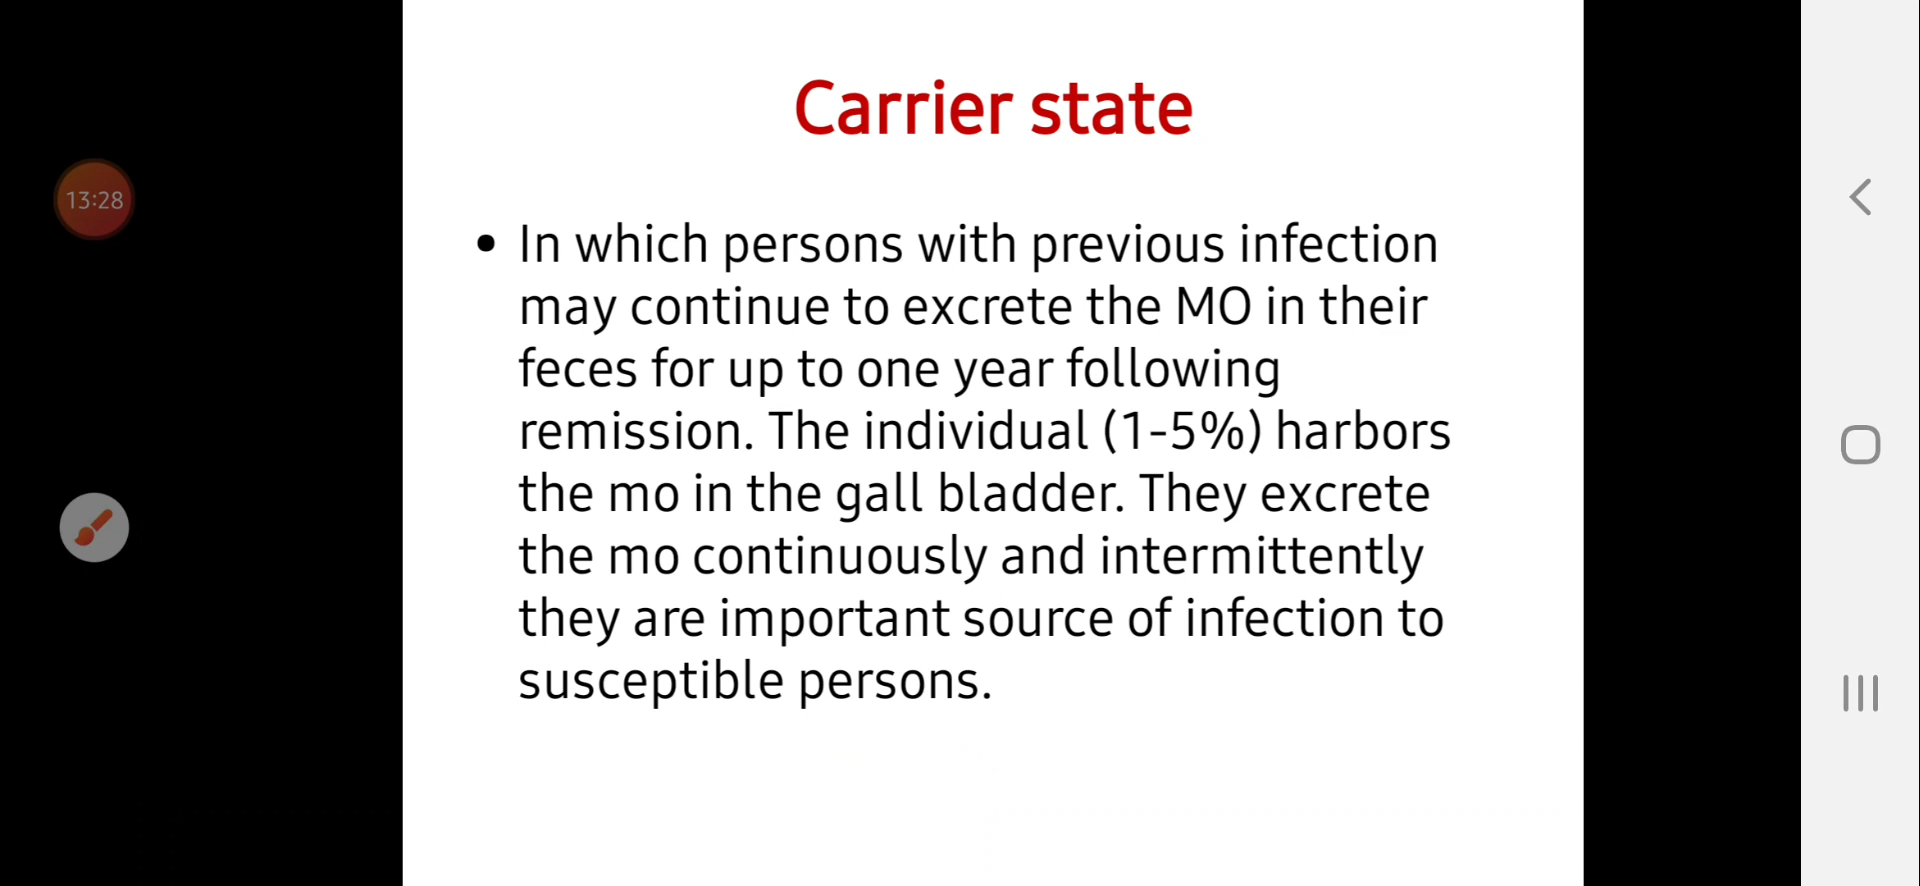 Carrier state
13:28
• In which persons with previous infection
may continue to excrete the MO in their
feces for up to one year following
remission. The individual (1-5%) harbors
the mo in the gall bladder. They excrete
the mo continuously and intermittently
they are important source of infection to
susceptible persons.